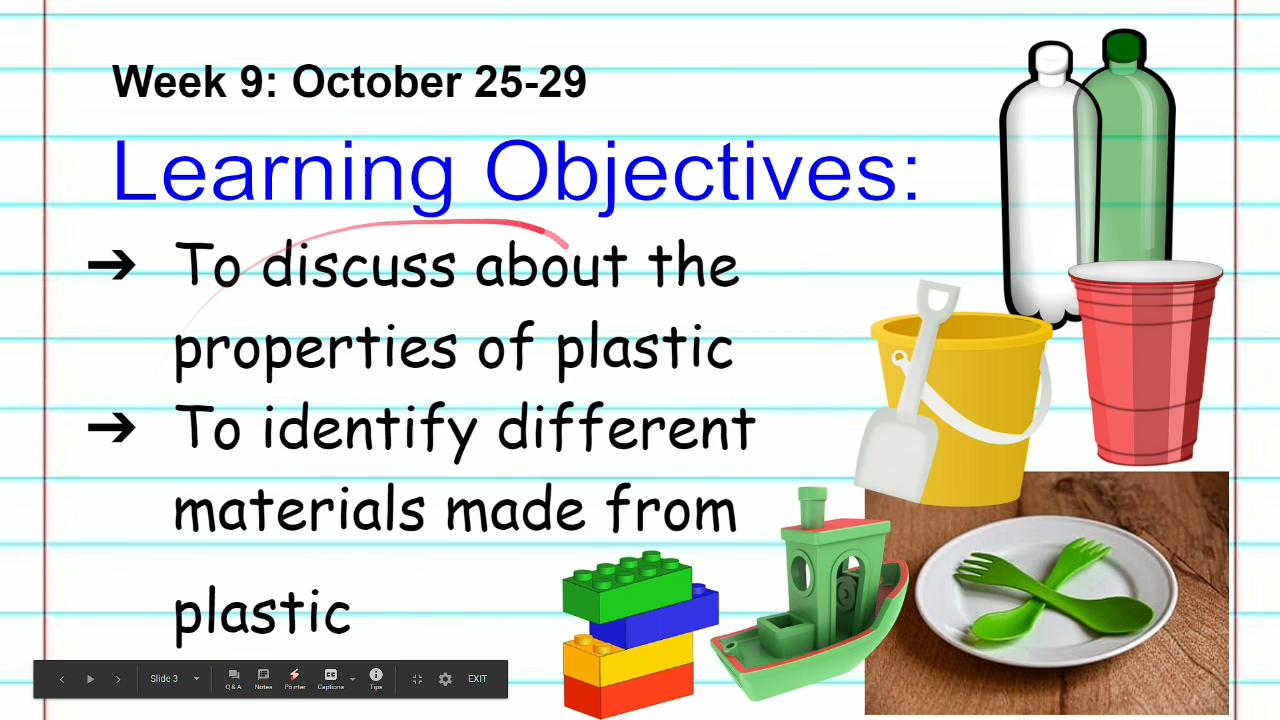 Week 9: October 25-29
Learning Objectives:
➔ To discuss about the
properties of plastic
➔ To identify different
materials made from
plastic
Slide 3
Q&A Notes Pointer Captions Tips EXIT